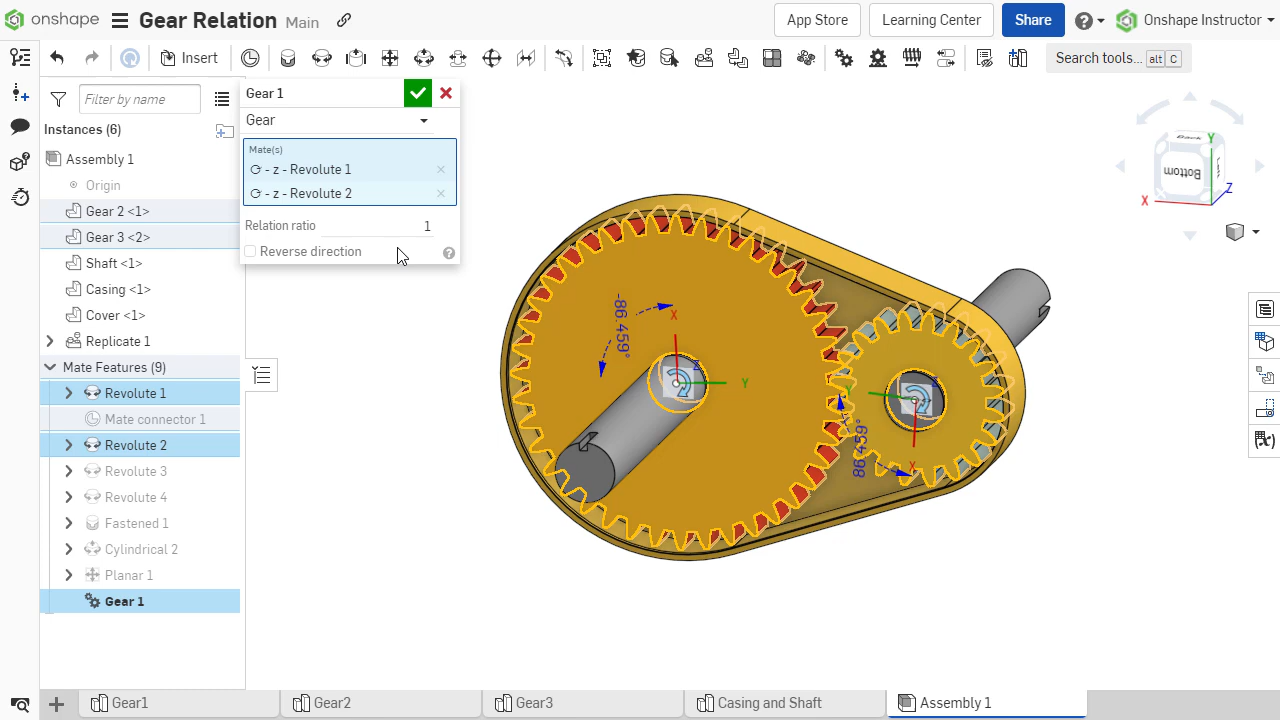 onshape
Gear Relation Main
App Store
Learning Center
Share
Onshape Instructor
Insert
Search tools... alt C
Filter by name
Instances (6)
Assembly 1
Origin
Gear 2 <1>
Gear 3 <2>
Shaft <1>
Casing <1>
Cover <1>
Replicate 1
Mate Features (9)
Revolute 1
Mate connector 1
Revolute 2
Revolute 3
Revolute 4
Fastened 1
Cylindrical 2
Planar 1
Gear 1
Gear 1
Gear
Mate(s)
- z - Revolute 1
- z - Revolute 2
Relation ratio 1
Reverse direction
-86.459°
X
Y
Z
86.459°
X
Back
Bottom
Y
X
Z
Gear1
Gear2
Gear3
Casing and Shaft
Assembly 1